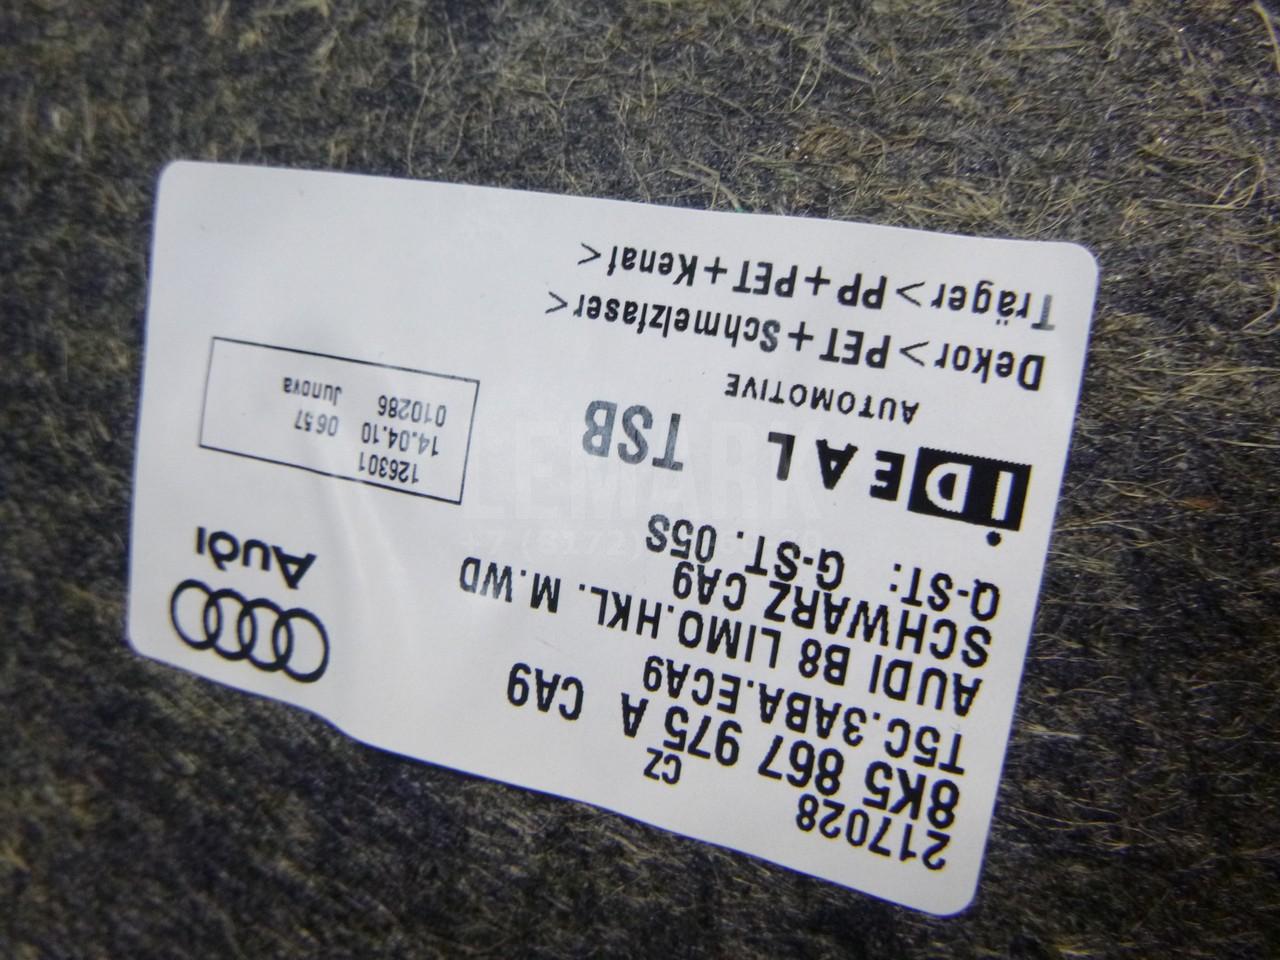 217028 CZ
8K5 867 975 A CA9
T5C.3ABA.ECA9
AUDI B8 LIMO.HKL. M.WD
SCHWARZ CA9
Q-ST: G-ST. 05S
iDEAL TSB
AUTOMOTIVE
Dekor>PET+Schmelzfaser<
Träger>PP+PET+Kenaf<
Audi
126301
14.04.10 06:57
010286 Junova
LEMARK